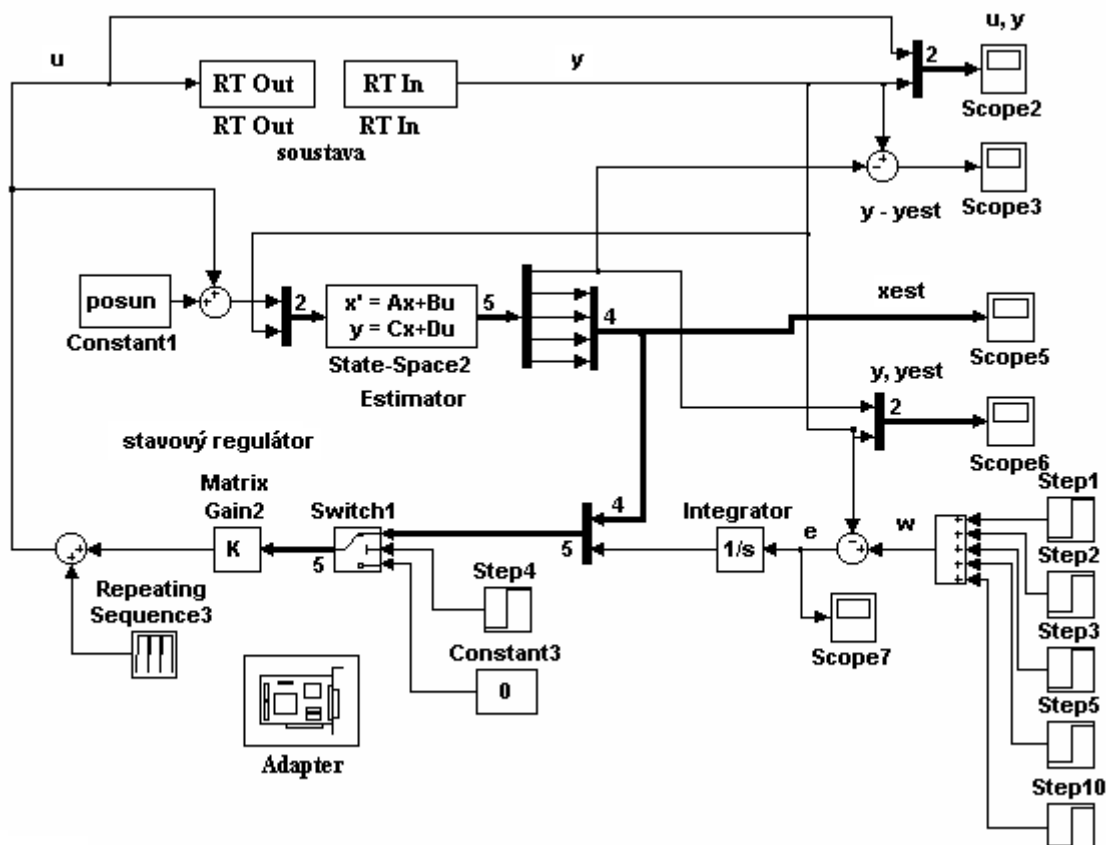 u, y
u
y
2
RT Out
RT In
RT Out
RT In
soustava
Scope2
+
-
y - yest
Scope3
posun
Constant1
+
+
2
x' = Ax+Bu
y = Cx+Du
State-Space2
Estimator
5
4
xest
Scope5
y, yest
2
Scope6
stavový regulátor
Matrix
Gain2
K
Switch1
5
4
5
Integrator
1/s
e
-
+
w
+
+
+
+
+
Step1
Step2
Step3
Step5
Step10
+
+
Repeating
Sequence3
Step4
Constant3
0
Scope7
Adapter